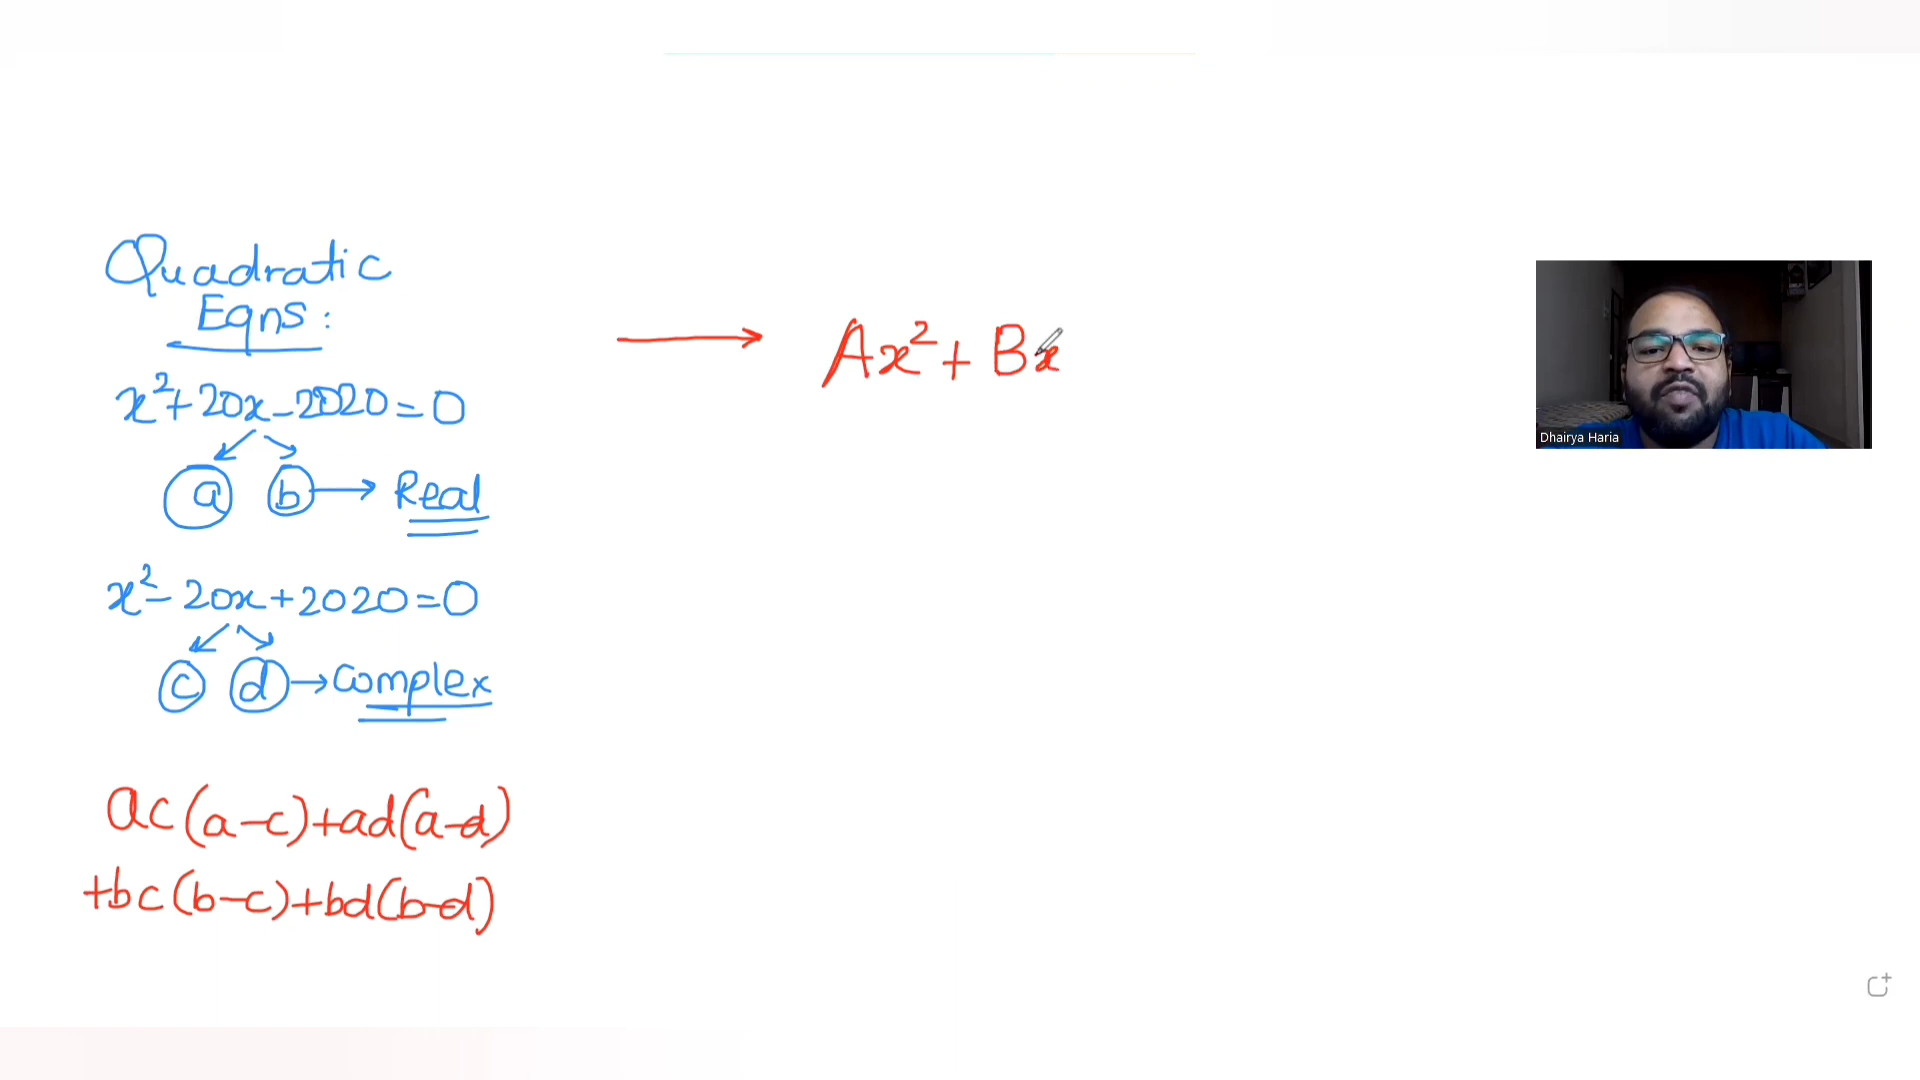 Quadratic
Eqns:
x²+20x-2020=0
a b → Real
x²-20x+2020=0
c d → Complex
ac(a-c)+ad(a-d)
+bc(b-c)+bd(b-d)
→ Ax²+Bx
Dhairya Haria